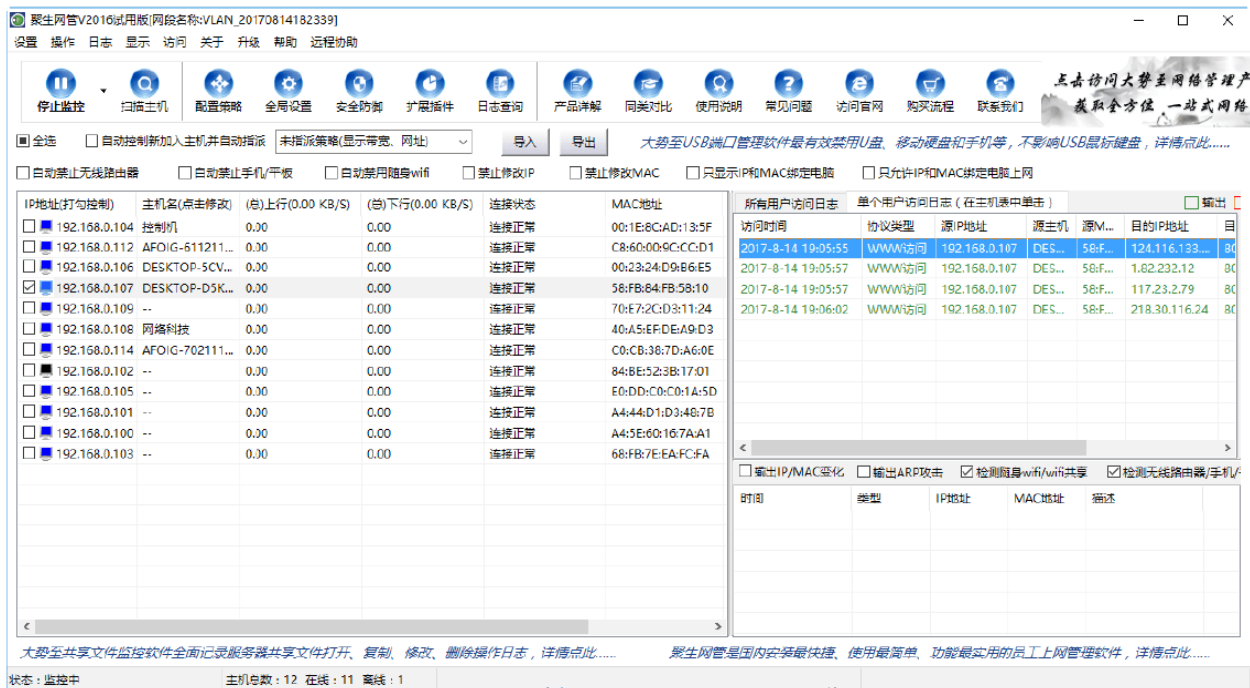 聚生网管V2016试用版[网段名称:VLAN_20170814182339]
设置 操作 日志 显示 访问 关于 升级 帮助 远程协助
停止监控 扫描主机 配置策略 全局设置 安全防御 扩展插件 日志查询 产品详解 同类对比 使用说明 常见问题 访问官网 购买流程 联系我们
点击访问大势至网络管理产
获取全方位、一站式网络
全选 自动控制新加入主机并自动指派 未指派策略(显示带宽、网址) 导入 导出 大势至USB端口管理软件最有效禁用U盘、移动硬盘和手机等，不影响USB鼠标键盘，详情点此......
自动禁止无线路由器 自动禁止手机/平板 自动禁用随身wifi 禁止修改IP 禁止修改MAC 只显示IP和MAC绑定电脑 只允许IP和MAC绑定电脑上网
IP地址(打勾控制) 主机名(点击修改) (总)上行(0.00 KB/S) (总)下行(0.00 KB/S) 连接状态 MAC地址
192.168.0.104 控制机 0.00 0.00 连接正常 00:1E:8C:AD:13:5F
192.168.0.112 AFOIG-611211... 0.00 0.00 连接正常 C8:60:00:9C:CC:D1
192.168.0.106 DESKTOP-5CV... 0.00 0.00 连接正常 00:23:24:D9:B6:E5
192.168.0.107 DESKTOP-D5K... 0.00 0.00 连接正常 58:FB:84:FB:58:10
192.168.0.109 -- 0.00 0.00 连接正常 70:E7:2C:D3:11:24
192.168.0.108 网络科技 0.00 0.00 连接正常 40:A5:EF:DE:A9:D3
192.168.0.114 AFOIG-702111... 0.00 0.00 连接正常 C0:CB:38:7D:A6:0E
192.168.0.102 -- 0.00 0.00 连接正常 84:BE:52:3B:17:01
192.168.0.105 -- 0.00 0.00 连接正常 E0:DD:C0:C0:1A:5D
192.168.0.101 -- 0.00 0.00 连接正常 A4:44:D1:D3:48:7B
192.168.0.100 -- 0.00 0.00 连接正常 A4:5E:60:16:7A:A1
192.168.0.103 -- 0.00 0.00 连接正常 68:FB:7E:EA:FC:FA
所有用户访问日志 单个用户访问日志（在主机表中单击） 输出
访问时间 协议类型 源IP地址 源主机 源M... 目的IP地址 目
2017-8-14 19:05:55 WWW访问 192.168.0.107 DES... 58:F... 124.116.133.... 80
2017-8-14 19:05:57 WWW访问 192.168.0.107 DES... 58:F... 1.82.232.12 80
2017-8-14 19:05:57 WWW访问 192.168.0.107 DES... 58:F... 117.23.2.79 80
2017-8-14 19:06:02 WWW访问 192.168.0.107 DES... 58:F... 218.30.116.24 80
输出IP/MAC变化 输出ARP攻击 检测随身wifi/wifi共享 检测无线路由器/手机/
时间 类型 IP地址 MAC地址 描述
大势至共享文件监控软件全面记录服务器共享文件打开、复制、修改、删除操作日志，详情点此......
聚生网管是国内安装最快捷、使用最简单、功能最实用的员工上网管理软件，详情点此......
状态：监控中 主机总数：12 在线：11 离线：1